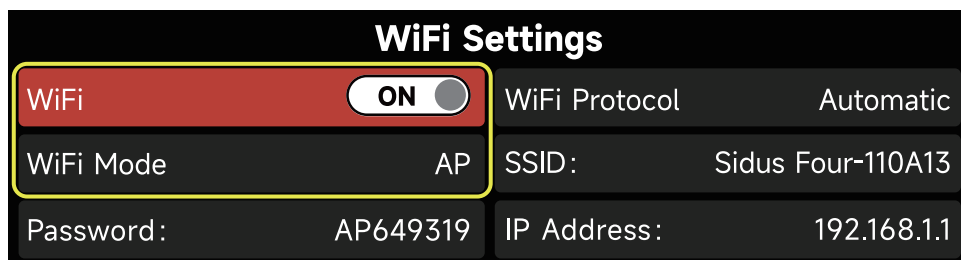 WiFi Settings
WiFi ON WiFi Protocol Automatic
WiFi Mode AP SSID: Sidus Four-110A13
Password: AP649319 IP Address: 192.168.1.1